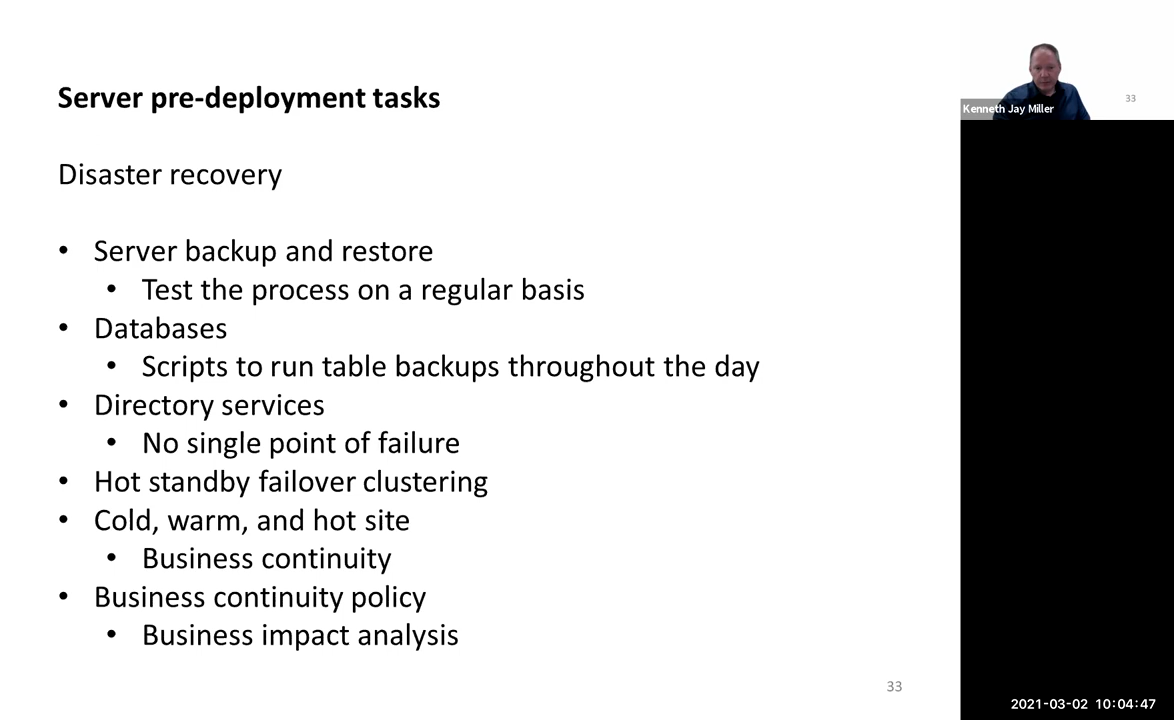 Server pre-deployment tasks
Disaster recovery
• Server backup and restore
• Test the process on a regular basis
• Databases
• Scripts to run table backups throughout the day
• Directory services
• No single point of failure
• Hot standby failover clustering
• Cold, warm, and hot site
• Business continuity
• Business continuity policy
• Business impact analysis
33
Kenneth Jay Miller
33
2021-03-02 10:04:47